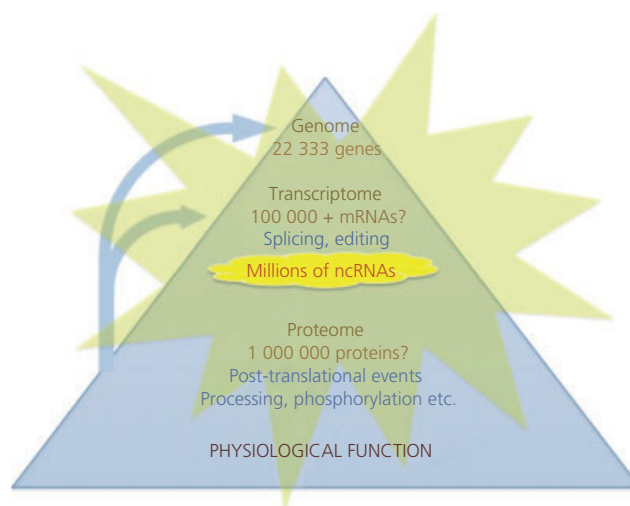 Genome
22 333 genes
Transcriptome
100 000 + mRNAs?
Splicing, editing
Millions of ncRNAs
Proteome
1 000 000 proteins?
Post-translational events
Processing, phosphorylation etc.
PHYSIOLOGICAL FUNCTION